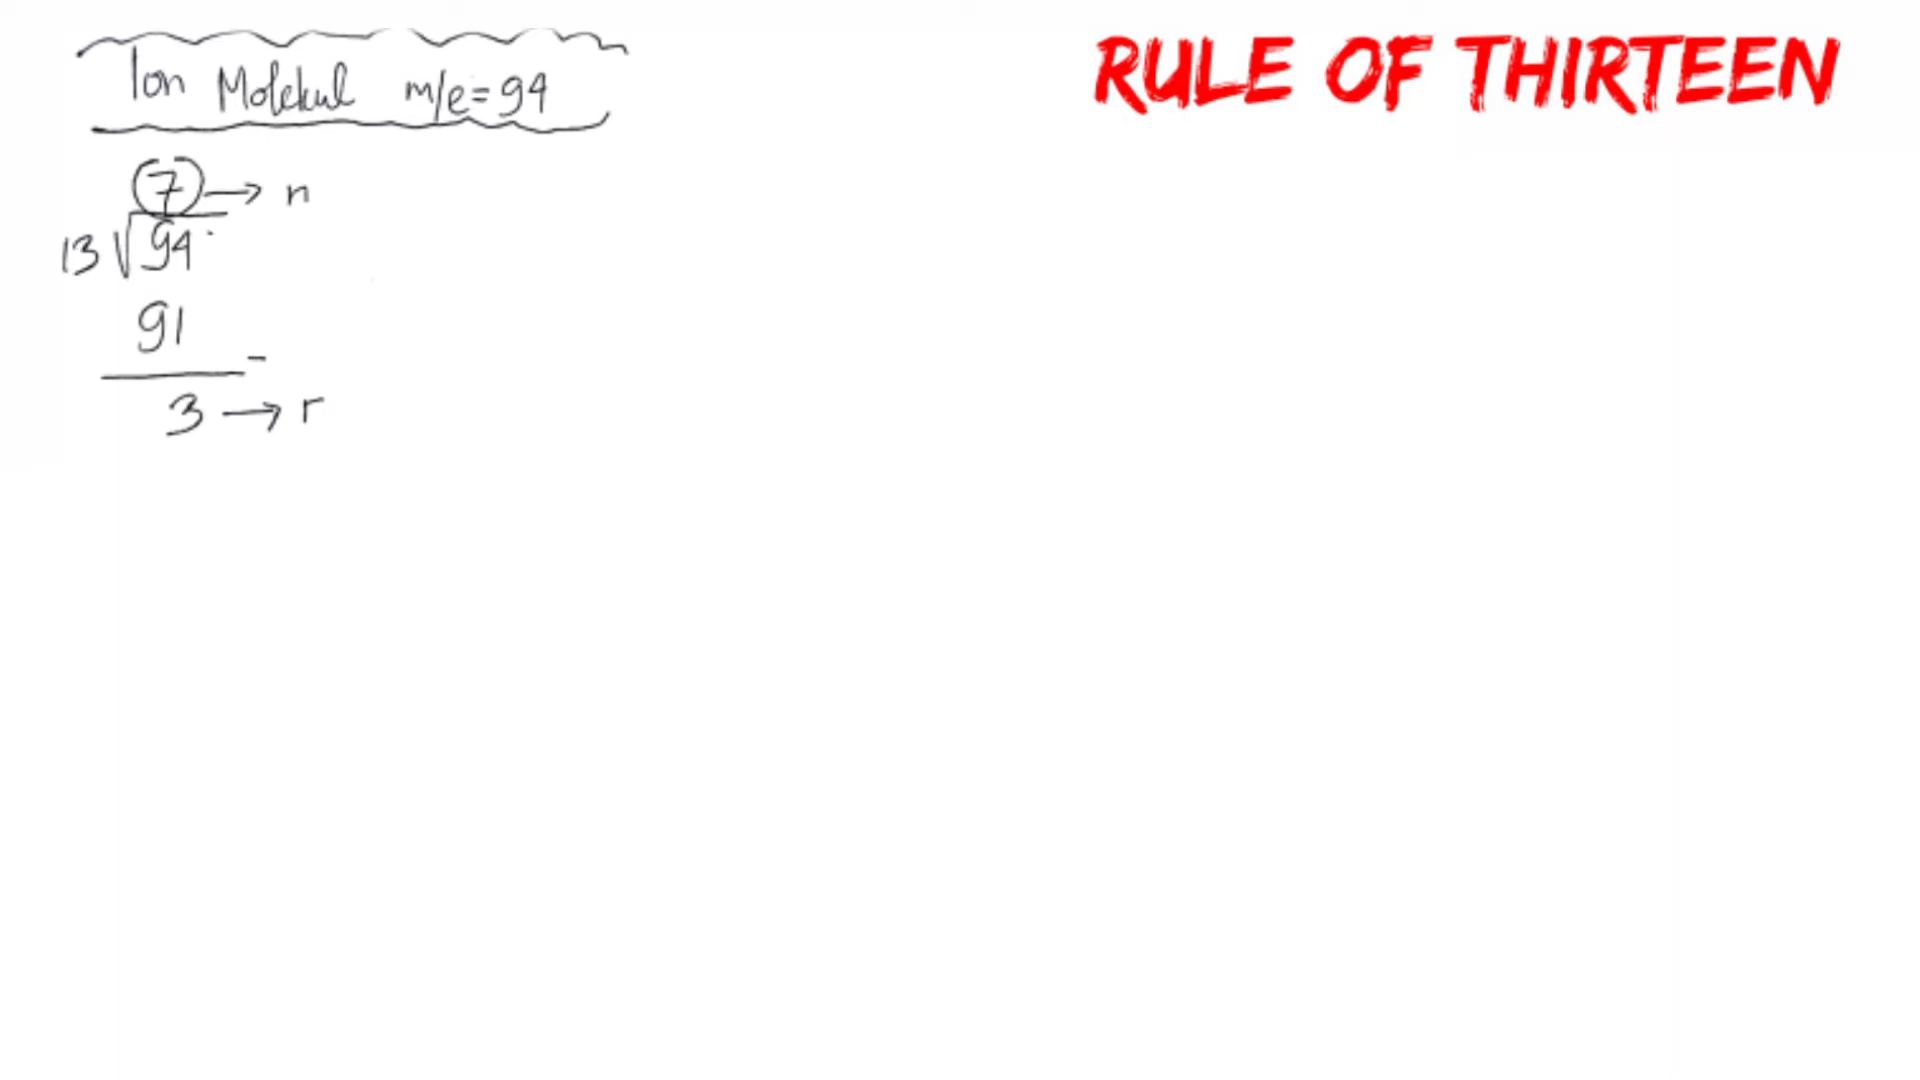 Ion Molekul m/e=94
RULE OF THIRTEEN
7 → n
13 √94
91
-
3 → r